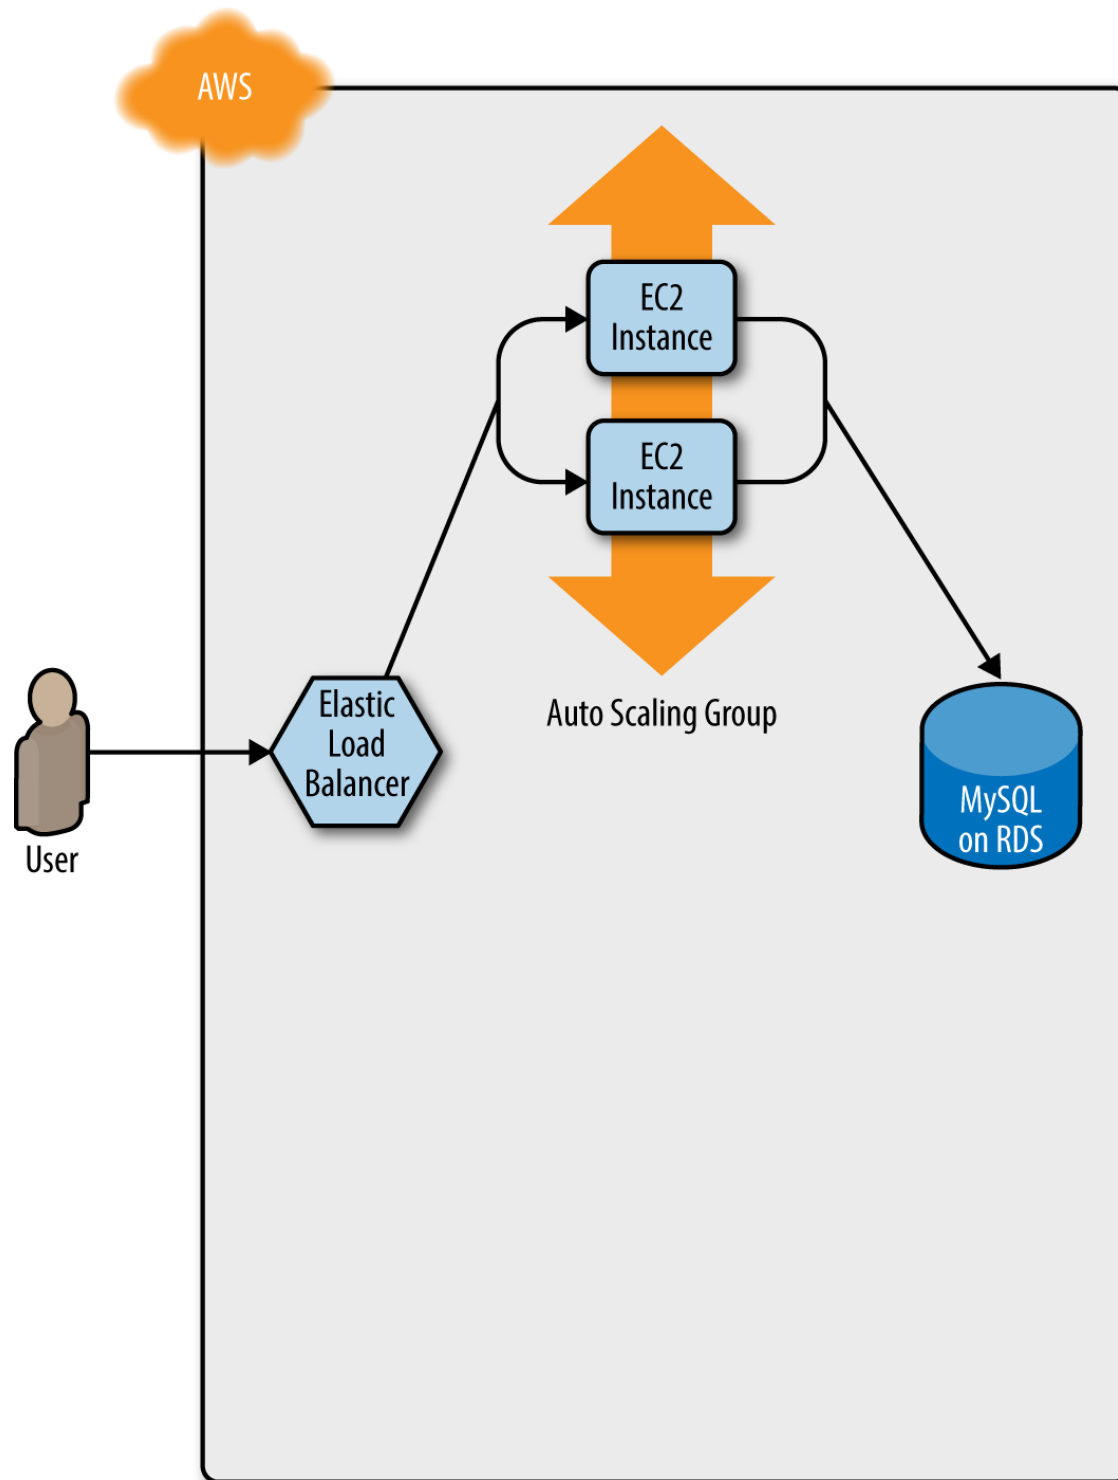 AWS
EC2
Instance
EC2
Instance
Auto Scaling Group
Elastic
Load
Balancer
User
MySQL
on RDS